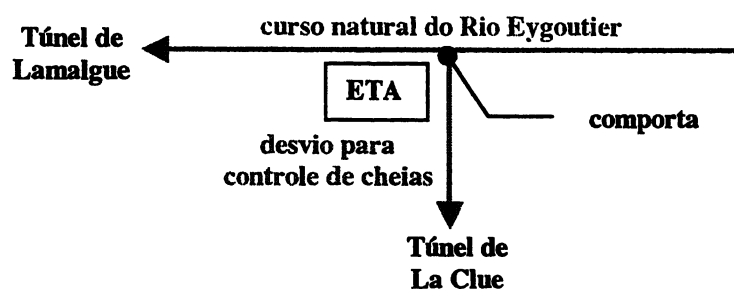 curso natural do Rio Eygoutier
Túnel de
Lamalgue
ETA
comporta
desvio para
controle de cheias
Túnel de
La Clue